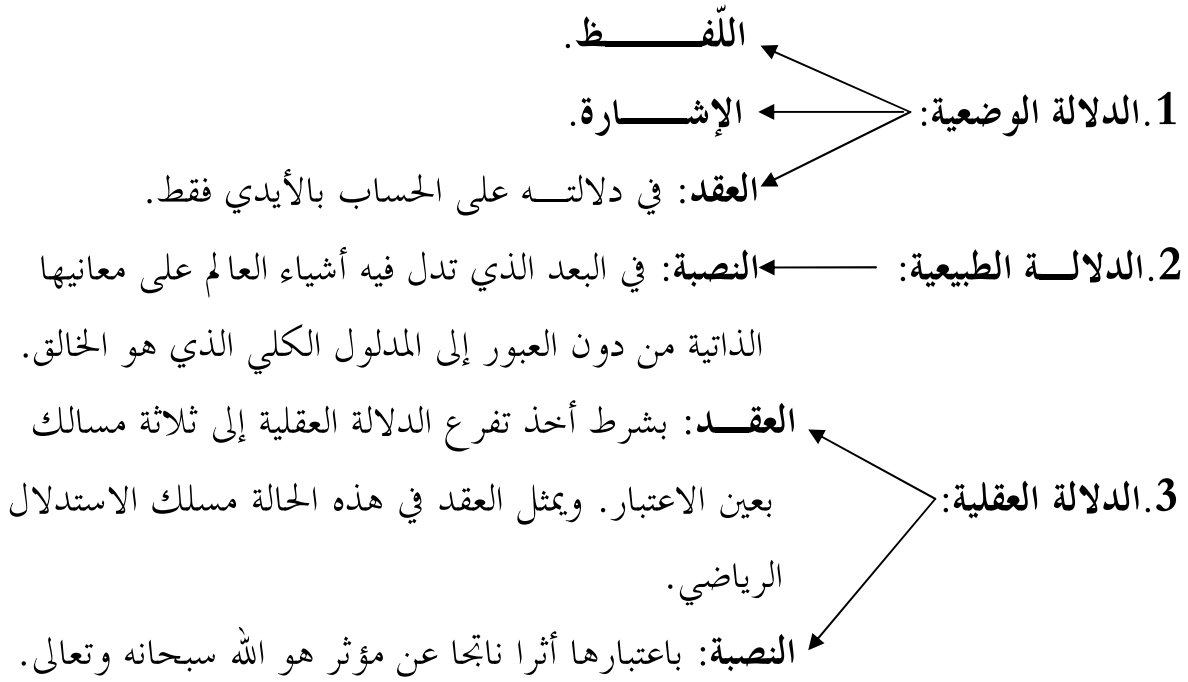 اللّفــــــــظ.
1.الدلالة الوضعية: الإشـــــــارة.
العقد: في دلالتـــه على الحساب بالأيدي فقط.
2.الدلالـــة الطبيعية: النصبة: في البعد الذي تدل فيه أشياء العالم على معانيها
الذاتية من دون العبور إلى المدلول الكلي الذي هو الخالق.
العقـــد: بشرط أخذ تفرع الدلالة العقلية إلى ثلاثة مسالك
3.الدلالة العقلية: بعين الاعتبار. ويمثل العقد في هذه الحالة مسلك الاستدلال
الرياضي.
النصبة: باعتبارها أثرا ناتجا عن مؤثر هو الله سبحانه وتعالى.